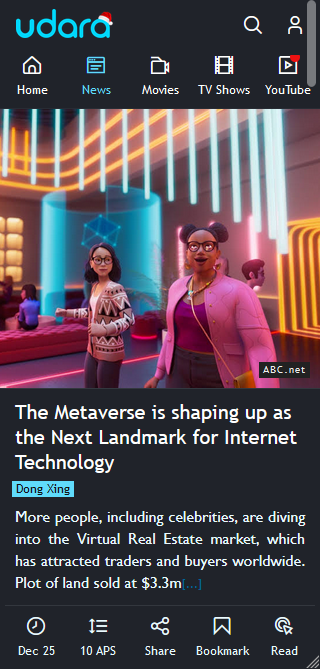 udara
Home News Movies TV Shows YouTube
ABC.net
The Metaverse is shaping up as
the Next Landmark for Internet
Technology
Dong Xing
More people, including celebrities, are diving
into the Virtual Real Estate market, which
has attracted traders and buyers worldwide.
Plot of land sold at $3.3m[...]
Dec 25 10 APS Share Bookmark Read